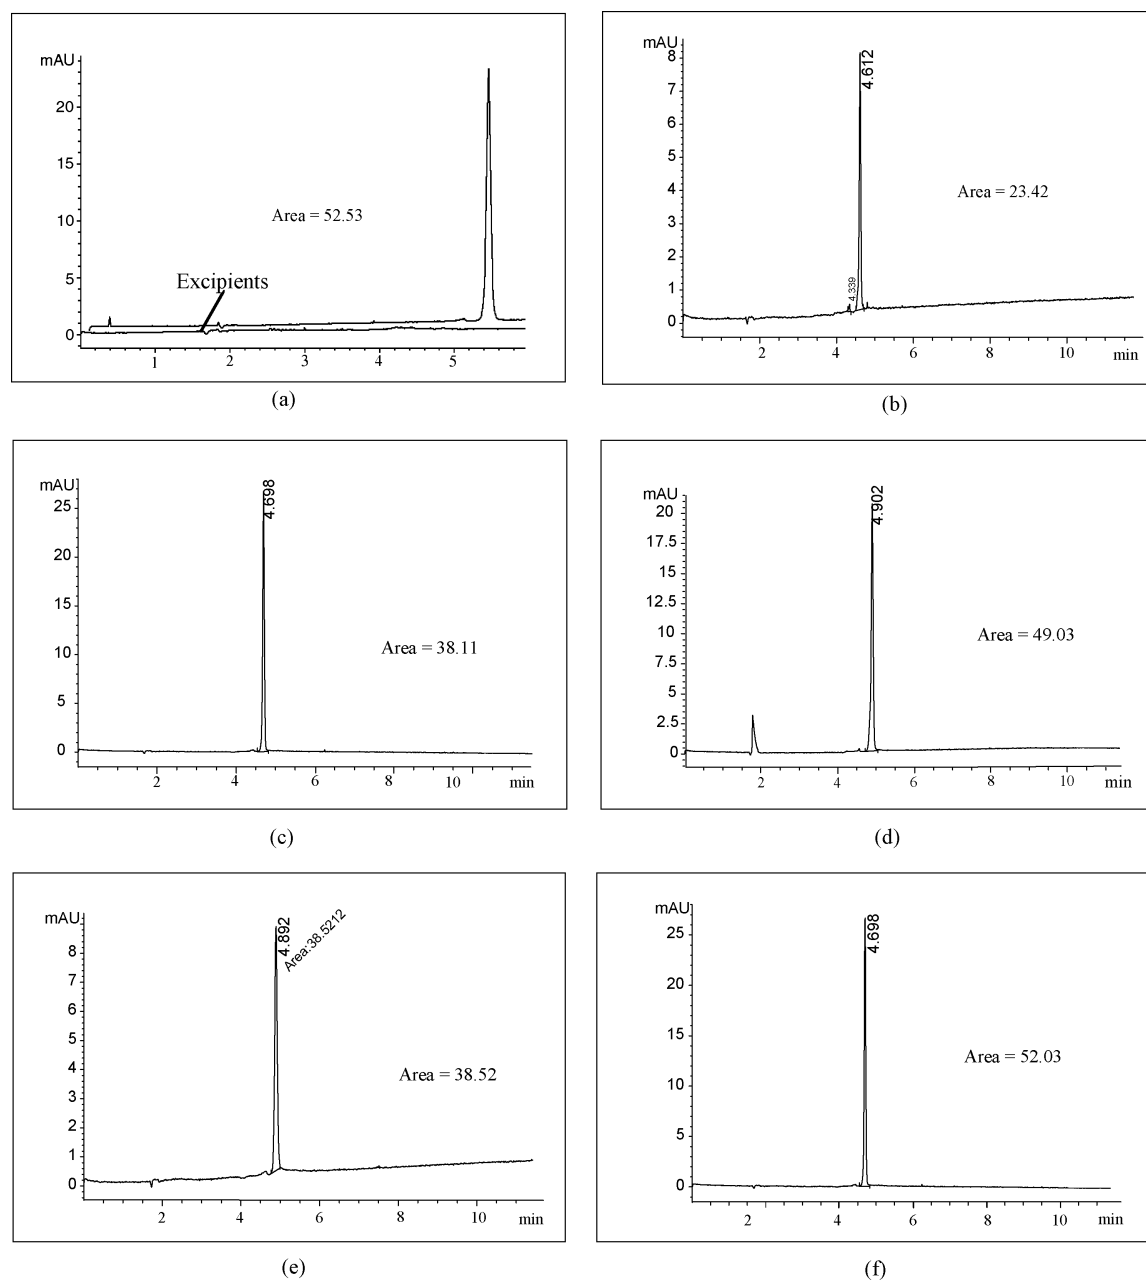 mAU
20
15
10
5
0
Area = 52.53
Excipients
1 2 3 4 5
(a)
mAU
8
7
6
5
4
3
2
1
0
4.612
4.339
Area = 23.42
2 4 6 8 10 min
(b)
mAU
25
20
15
10
5
0
4.698
Area = 38.11
2 4 6 8 10 min
(c)
mAU
20
17.5
15
12.5
10
7.5
5
2.5
0
4.902
Area = 49.03
2 4 6 8 10 min
(d)
mAU
8
7
6
5
4
3
2
1
0
4.892
Area:38.5212
Area = 38.52
2 4 6 8 10 min
(e)
mAU
25
20
15
10
5
0
4.698
Area = 52.03
2 4 6 8 10 min
(f)